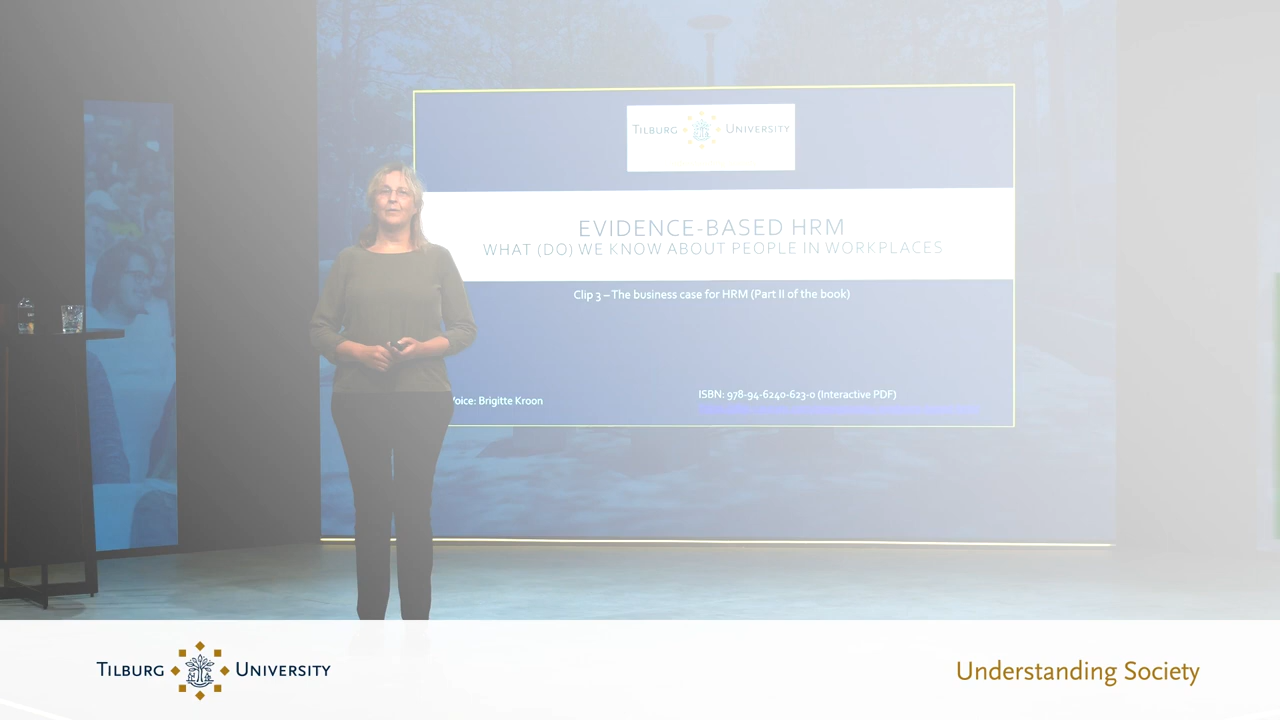 TILBURG UNIVERSITY
EVIDENCE-BASED HRM
WHAT (DO) WE KNOW ABOUT PEOPLE IN WORKPLACES
Clip 3 – The business case for HRM (Part II of the book)
Voice: Brigitte Kroon
ISBN: 978-94-6240-623-0 (Interactive PDF)
TILBURG UNIVERSITY
Understanding Society